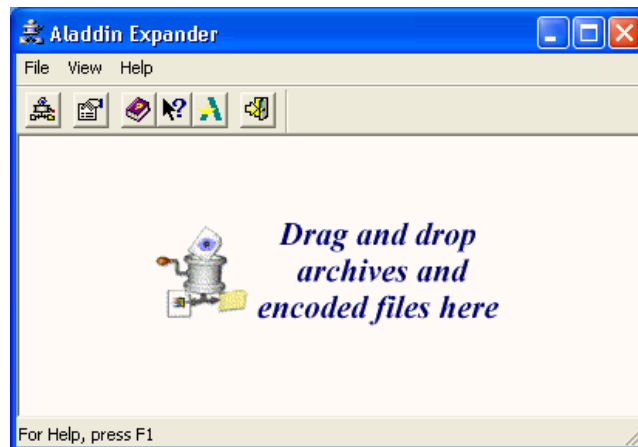 Aladdin Expander
File View Help
Drag and drop
archives and
encoded files here
For Help, press F1